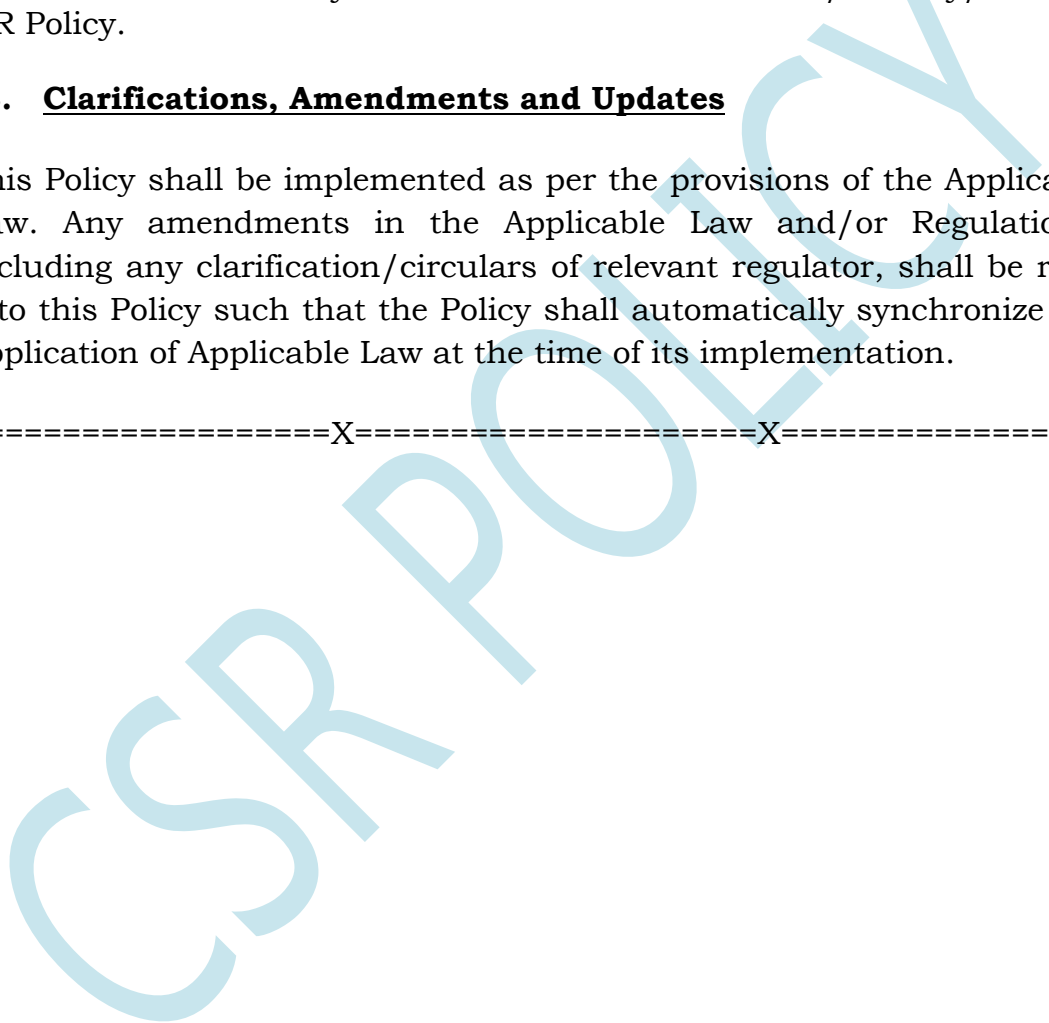 R Policy.
. Clarifications, Amendments and Updates
his Policy shall be implemented as per the provisions of the Applica
w. Any amendments in the Applicable Law and/or Regulatio
cluding any clarification/circulars of relevant regulator, shall be r
to this Policy such that the Policy shall automatically synchronize
plication of Applicable Law at the time of its implementation.
==================X=====================X==============
CSR POLICY